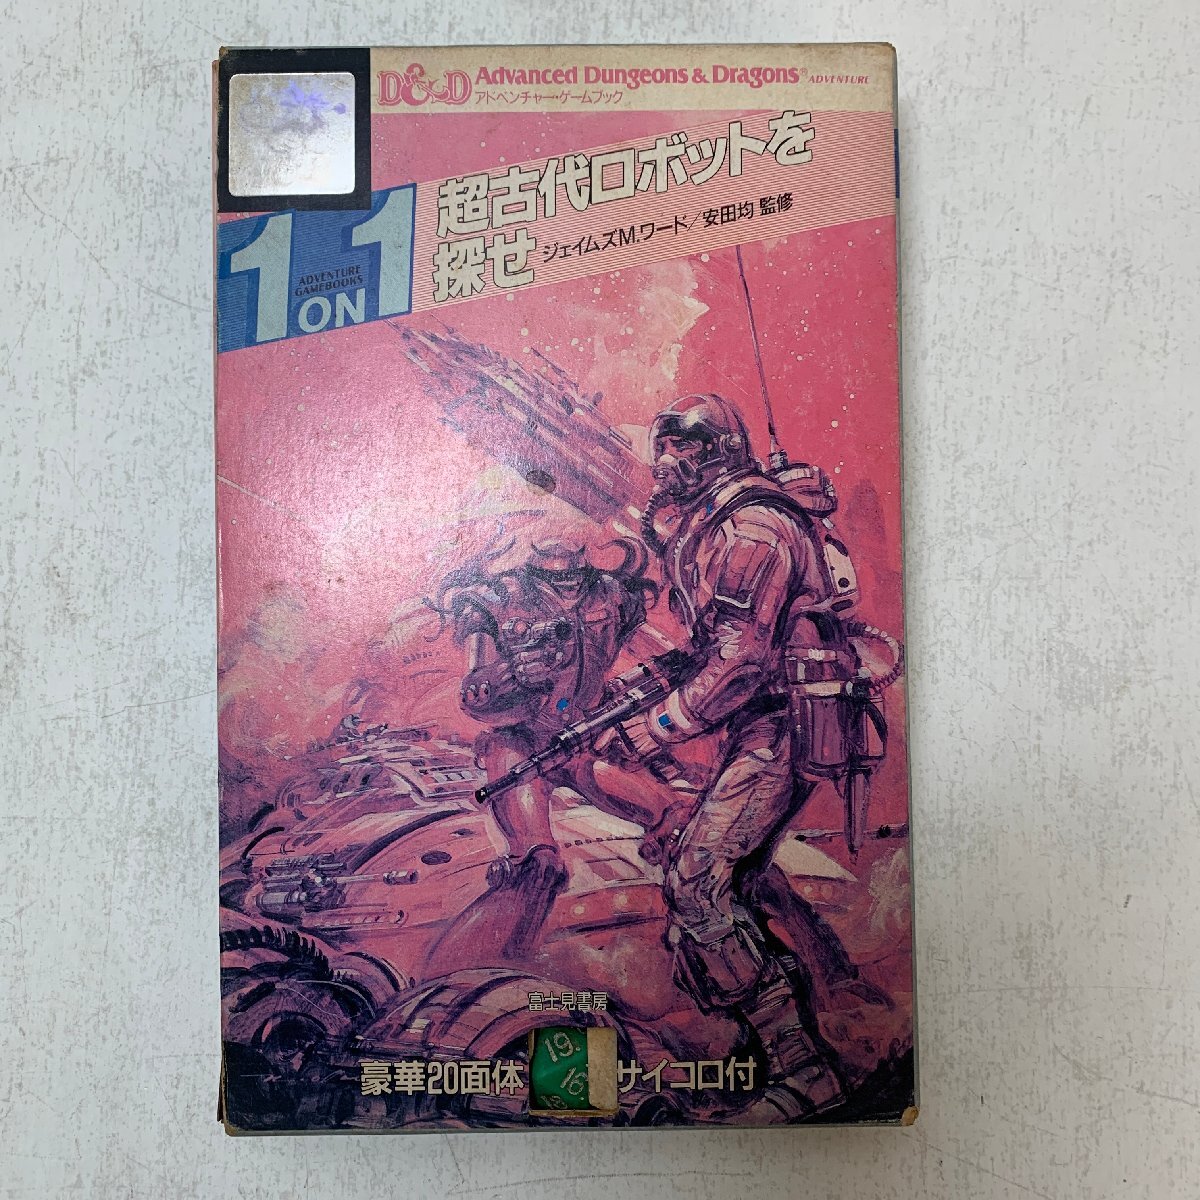 D&D Advanced Dungeons & Dragons® ADVENTURE
アドベンチャー・ゲームブック
超古代ロボットを
探せ
ジェイムズM.ワード/安田均 監修
1 ON 1
ADVENTURE
GAMEBOOKS
富士見書房
豪華20面体
サイコロ付
19.
16